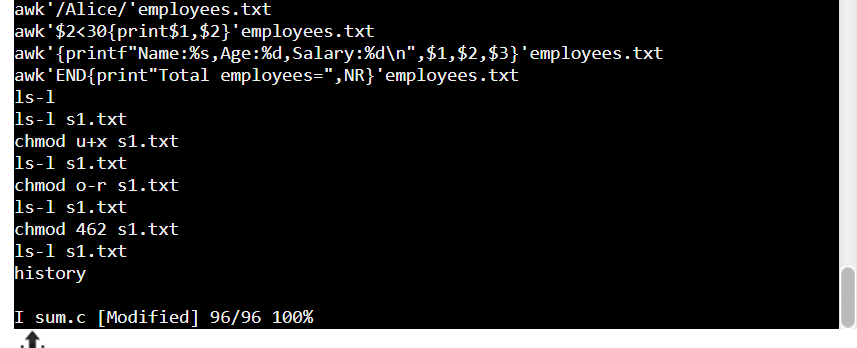 awk'/Alice/'employees.txt
awk'$2<30{print$1,$2}'employees.txt
awk'{printf"Name:%s,Age:%d,Salary:%d\n",$1,$2,$3}'employees.txt
awk'END{print"Total employees=",NR}'employees.txt
ls-l
ls-l s1.txt
chmod u+x s1.txt
ls-l s1.txt
chmod o-r s1.txt
ls-l s1.txt
chmod 462 s1.txt
ls-l s1.txt
history
I sum.c [Modified] 96/96 100%